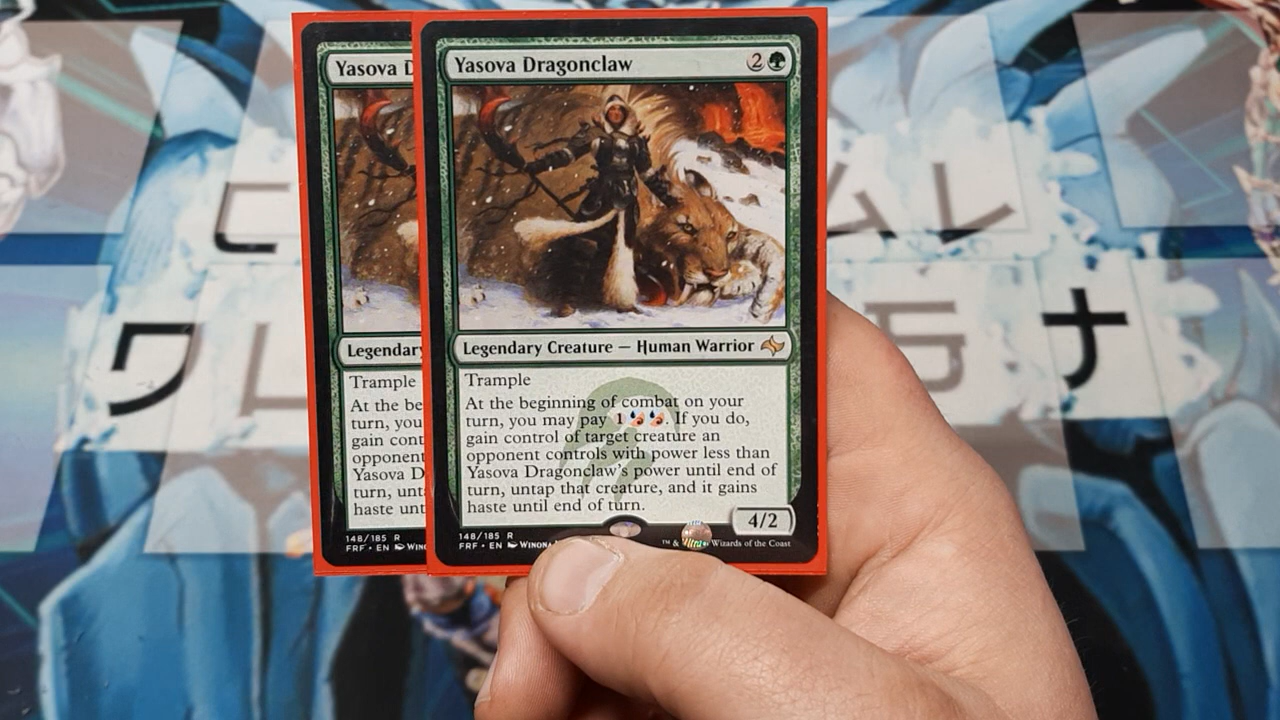 Yasova D
Legendary
Trample
At the be
turn, you
gain cont
opponent
Yasova D
turn, unt
haste unt
148/185 R
FRF • EN
Yasova Dragonclaw 2
Legendary Creature — Human Warrior
Trample
At the beginning of combat on your
turn, you may pay 1 . If you do,
gain control of target creature an
opponent controls with power less than
Yasova Dragonclaw's power until end of
turn, untap that creature, and it gains
haste until end of turn.
4/2
148/185 R
FRF • EN Winona
™ & Wizards of the Coast
ナ